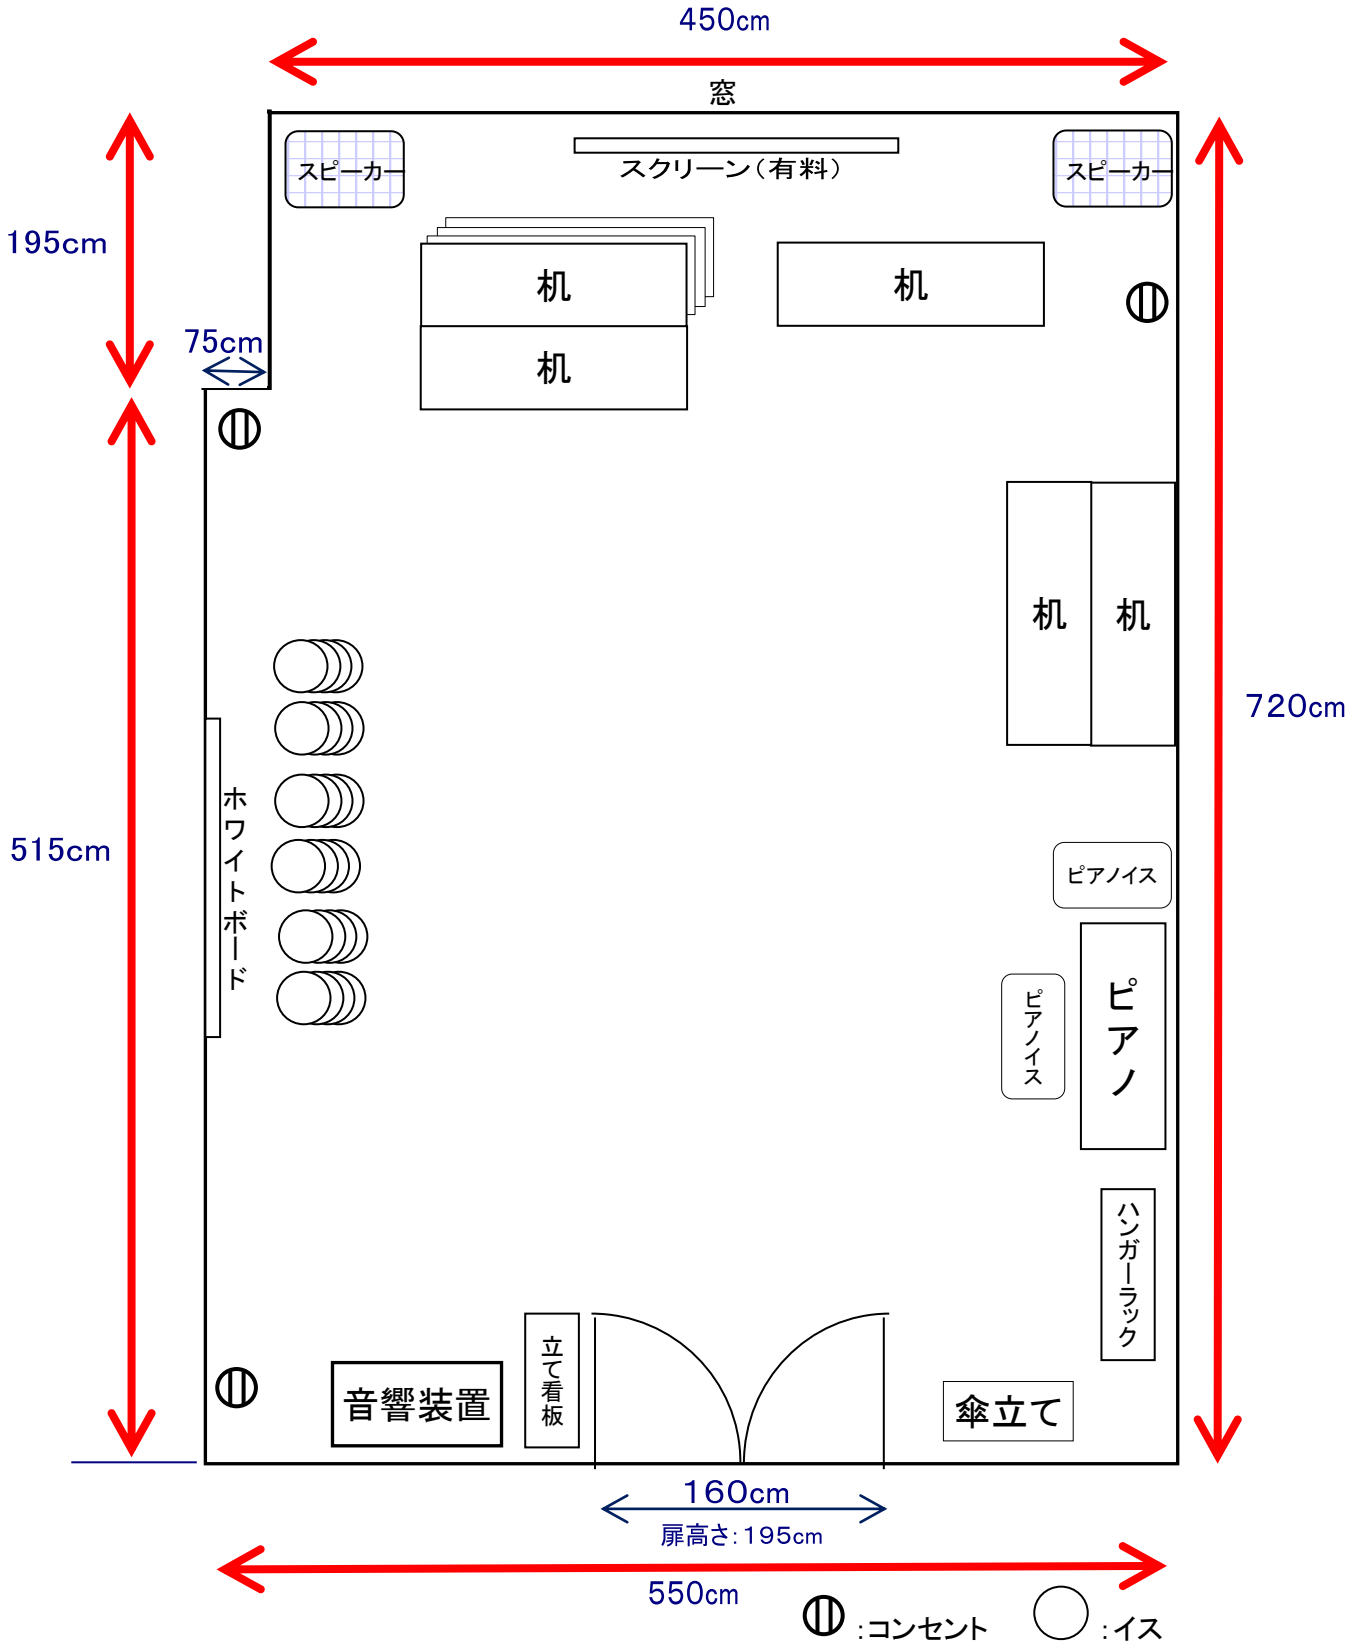 450cm
窓
スピーカー
スクリーン(有料)
スピーカー
195cm
机
机
75cm
机
机
机
720cm
ホワイトボード
515cm
ピアノイス
ピアノ
ピアノイス
ハンガーラック
立て看板
音響装置
傘立て
160cm
扉高さ:195cm
550cm
:コンセント
:イス